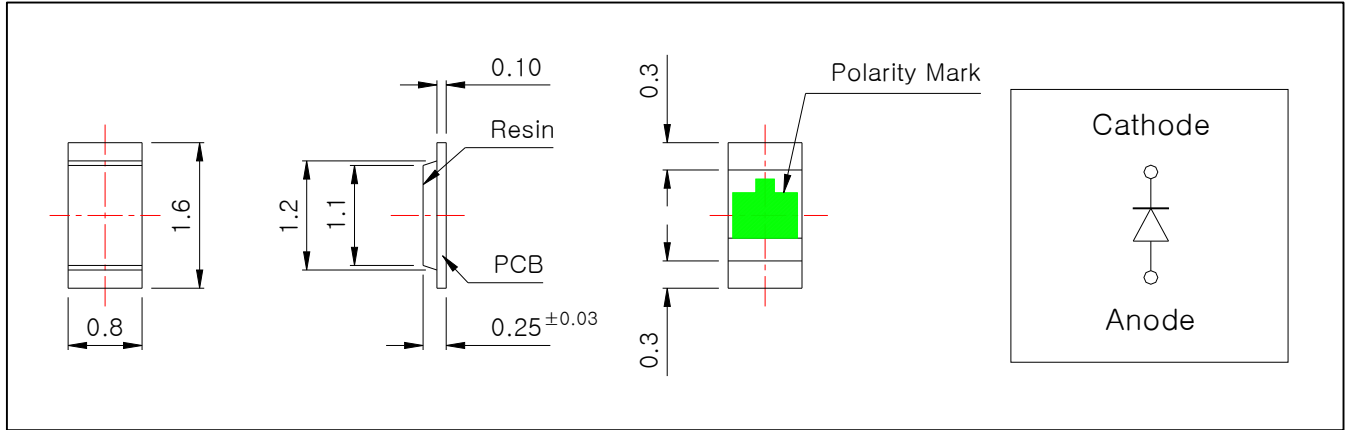 0.10
0.3
Polarity Mark
Resin
Cathode
1.6
1.2
1.1
PCB
0.8
0.25±0.03
0.3
Anode